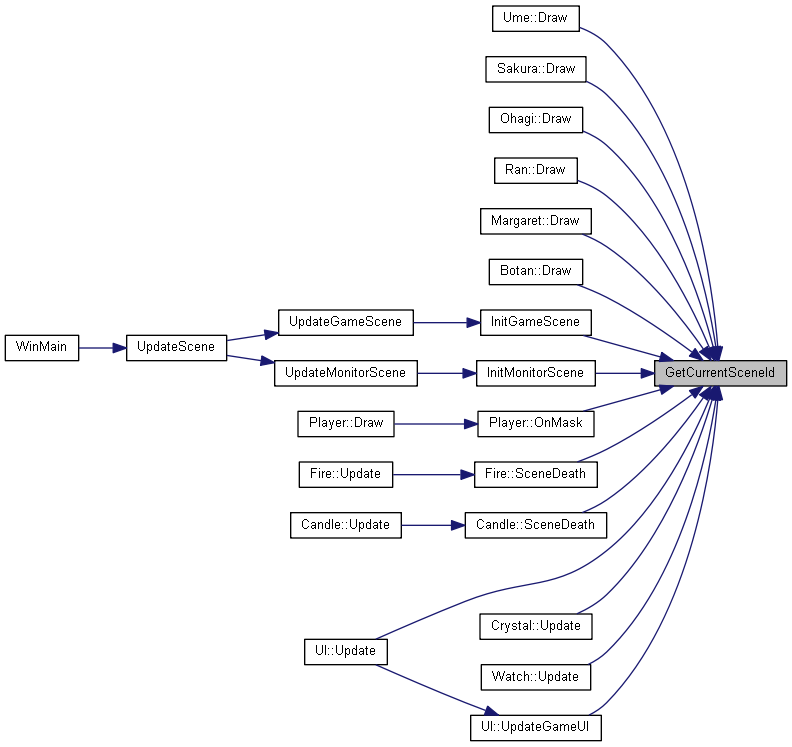 Ume::Draw
Sakura::Draw
Ohagi::Draw
Ran::Draw
Margaret::Draw
Botan::Draw
UpdateGameScene
InitGameScene
WinMain
UpdateScene
UpdateMonitorScene
InitMonitorScene
GetCurrentSceneId
Player::Draw
Player::OnMask
Fire::Update
Fire::SceneDeath
Candle::Update
Candle::SceneDeath
Crystal::Update
UI::Update
Watch::Update
UI::UpdateGameUI